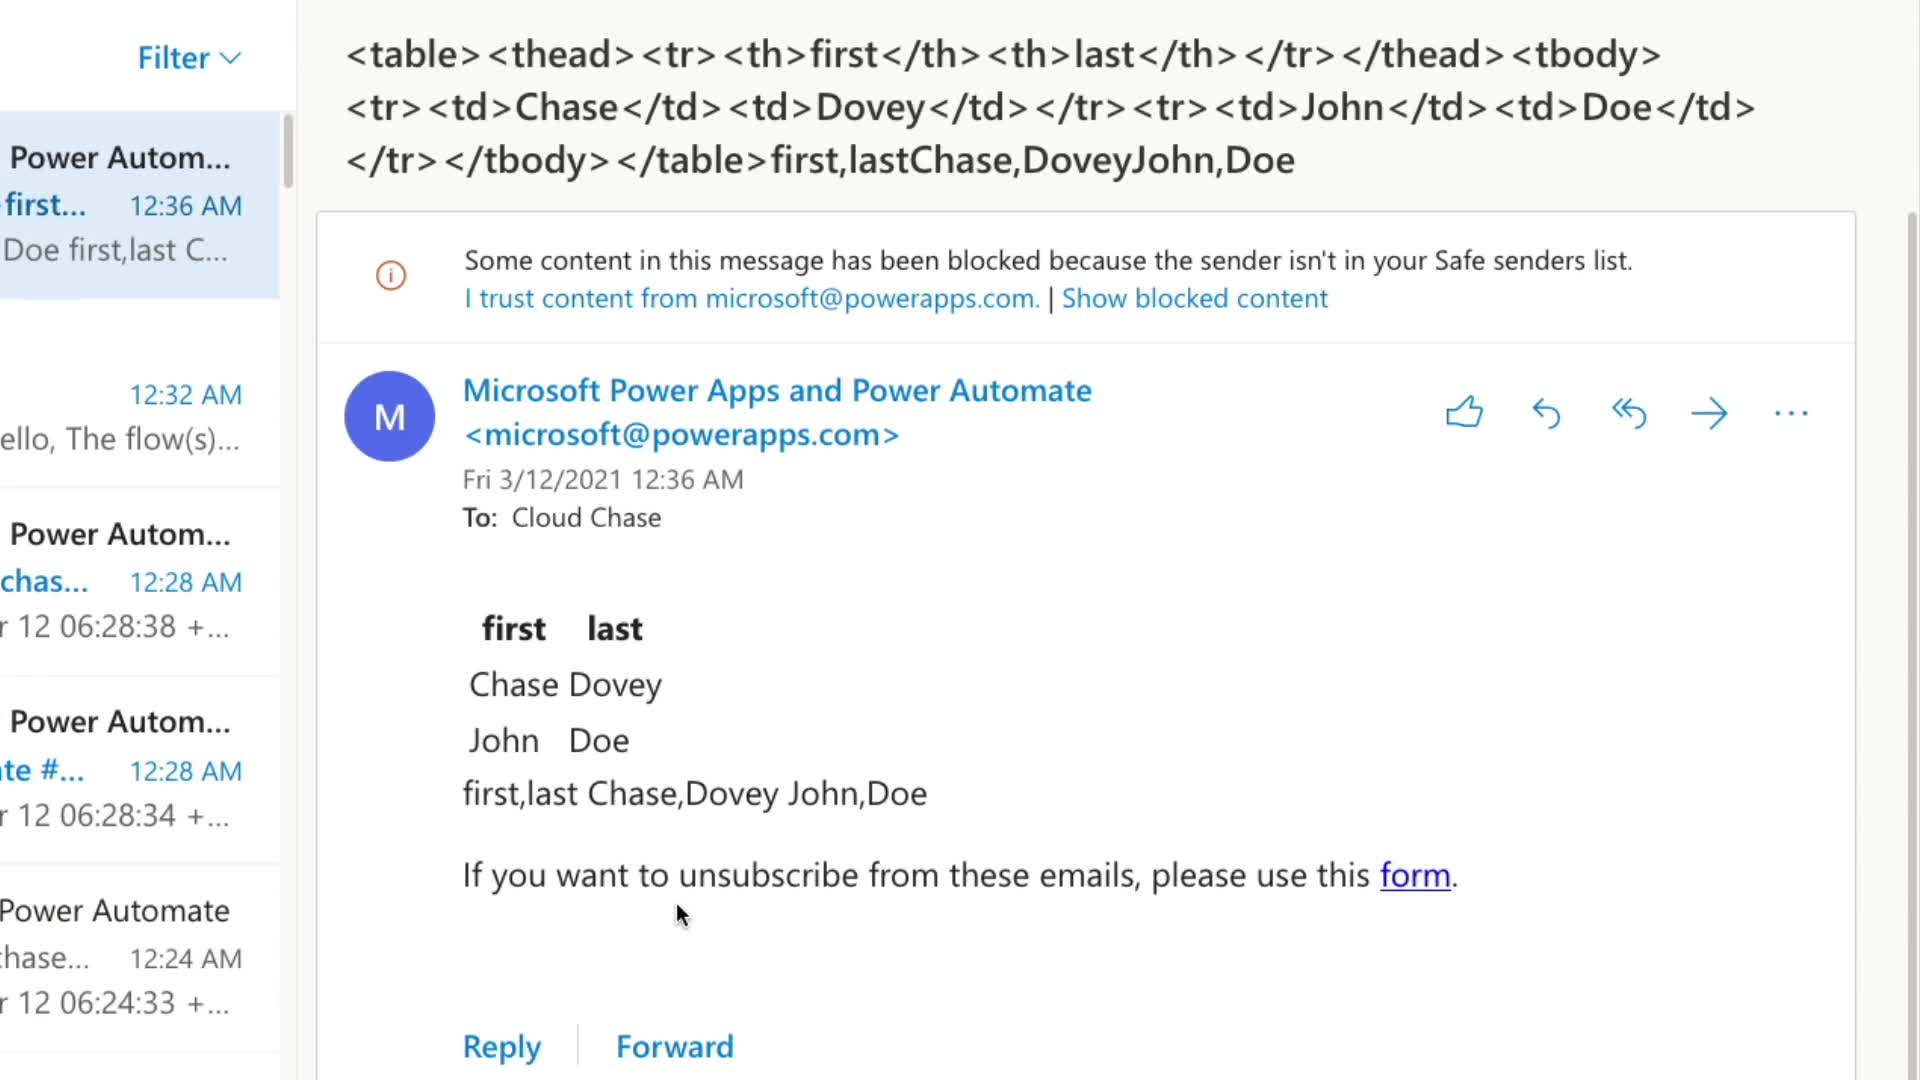 Filter
Power Autom...
first... 12:36 AM
Doe first,last C...
12:32 AM
ello, The flow(s)...
Power Autom...
chas... 12:28 AM
r 12 06:28:38 +...
Power Autom...
te #... 12:28 AM
r 12 06:28:34 +...
Power Automate
hase... 12:24 AM
r 12 06:24:33 +...
<table><thead><tr><th>first</th><th>last</th></tr></thead><tbody>
<tr><td>Chase</td><td>Dovey</td></tr><tr><td>John</td><td>Doe</td>
</tr></tbody></table>first,lastChase,DoveyJohn,Doe
Some content in this message has been blocked because the sender isn't in your Safe senders list.
I trust content from microsoft@powerapps.com. | Show blocked content
M
Microsoft Power Apps and Power Automate
<microsoft@powerapps.com>
Fri 3/12/2021 12:36 AM
To: Cloud Chase
first last
Chase Dovey
John Doe
first,last Chase,Dovey John,Doe
If you want to unsubscribe from these emails, please use this form.
Reply Forward